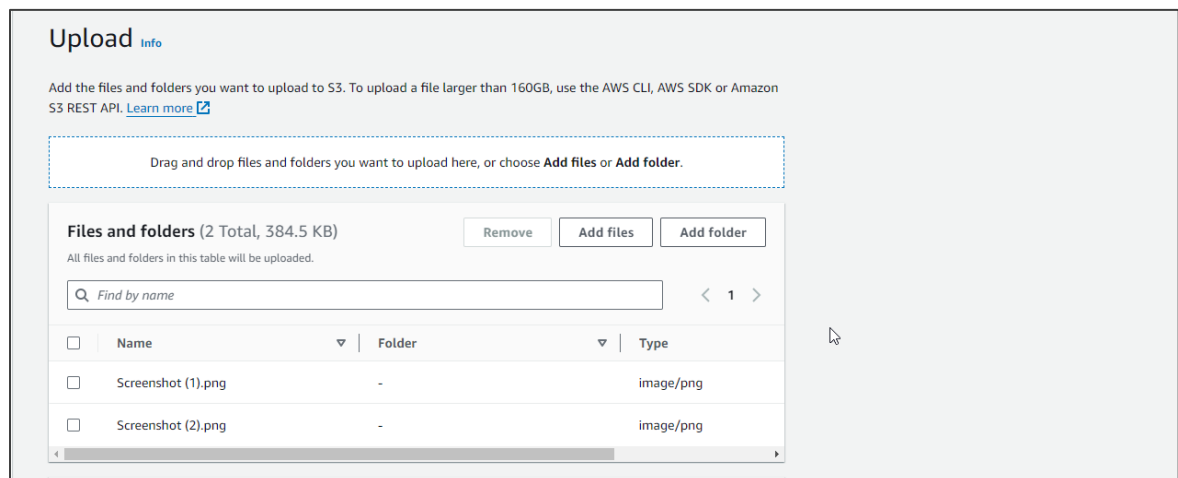 Upload Info
Add the files and folders you want to upload to S3. To upload a file larger than 160GB, use the AWS CLI, AWS SDK or Amazon
S3 REST API. Learn more
Drag and drop files and folders you want to upload here, or choose Add files or Add folder.
Files and folders (2 Total, 384.5 KB)
Remove
Add files
Add folder
All files and folders in this table will be uploaded.
Find by name
1
Name
Folder
Type
Screenshot (1).png - image/png
Screenshot (2).png - image/png